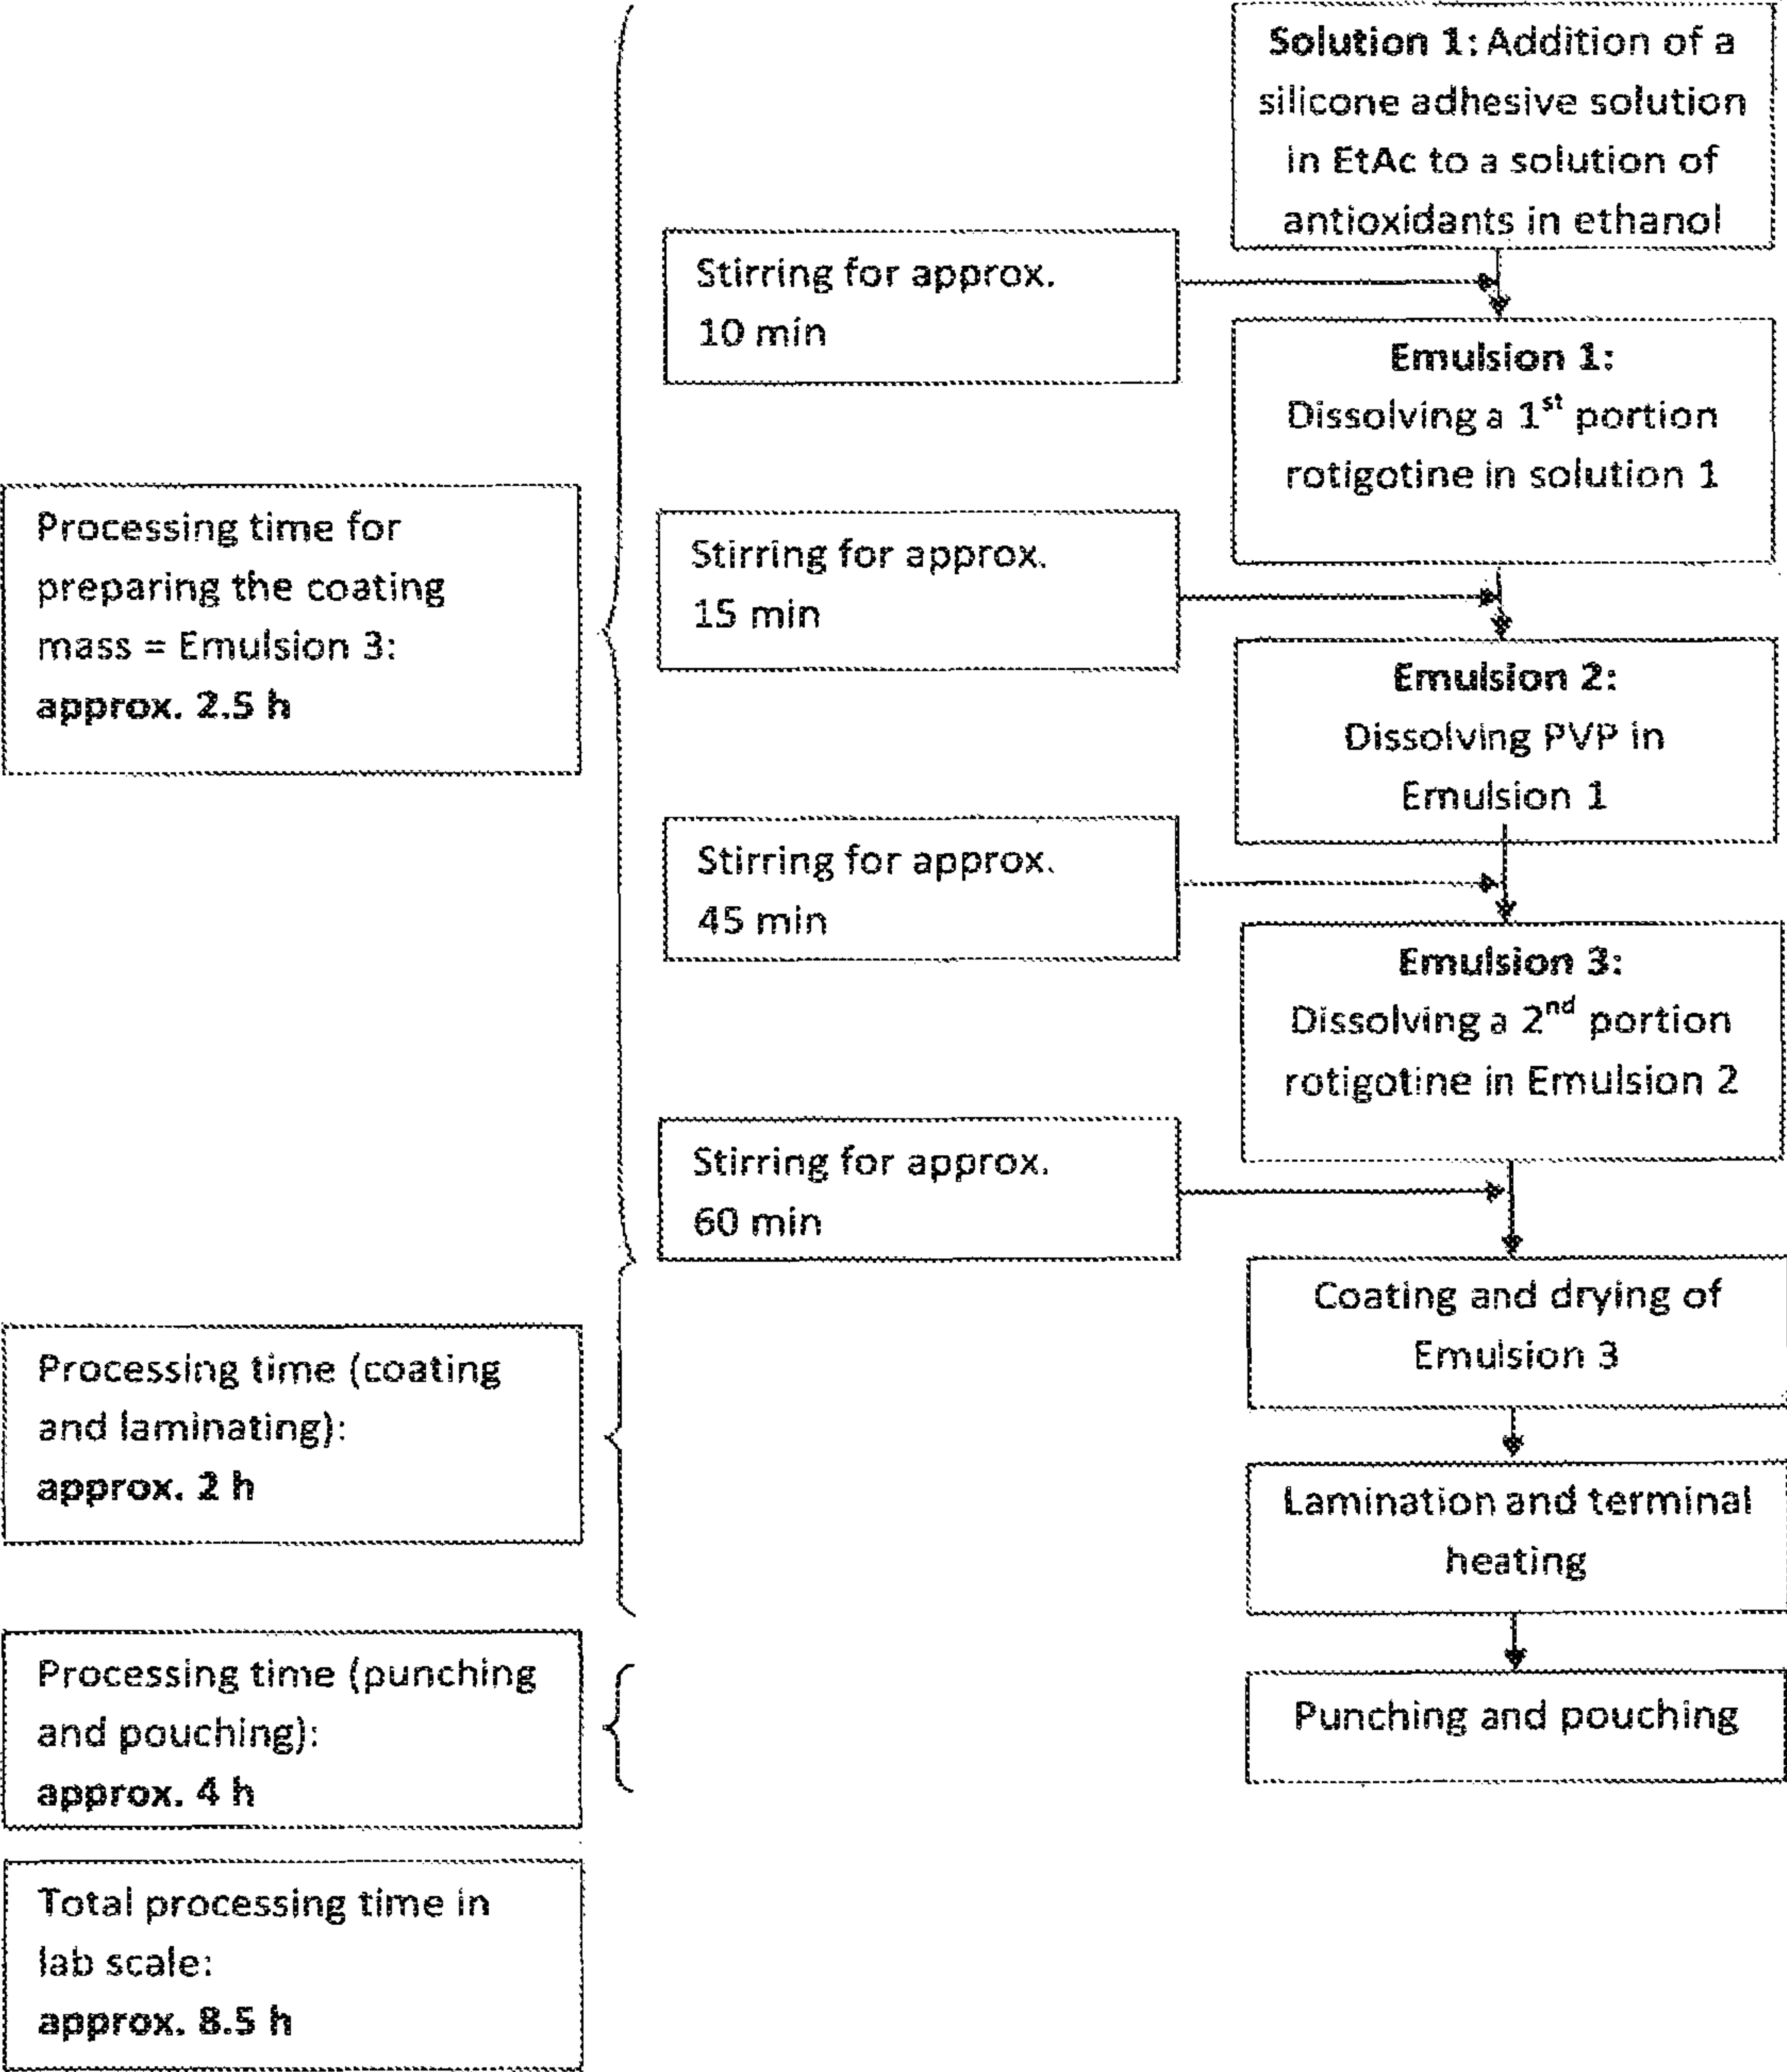 Solution 1: Addition of a
silicone adhesive solution
in EtAc to a solution of
antioxidants in ethanol
Stirring for approx.
10 min
Emulsion 1:
Dissolving a 1st portion
rotigotine in solution 1
Processing time for
preparing the coating
mass = Emulsion 3:
approx. 2.5 h
Stirring for approx.
15 min
Emulsion 2:
Dissolving PVP in
Emulsion 1
Stirring for approx.
45 min
Emulsion 3:
Dissolving a 2nd portion
rotigotine in Emulsion 2
Stirring for approx.
60 min
Coating and drying of
Emulsion 3
Processing time (coating
and laminating):
approx. 2 h
Lamination and terminal
heating
Processing time (punching
and pouching):
approx. 4 h
Punching and pouching
Total processing time in
lab scale:
approx. 8.5 h